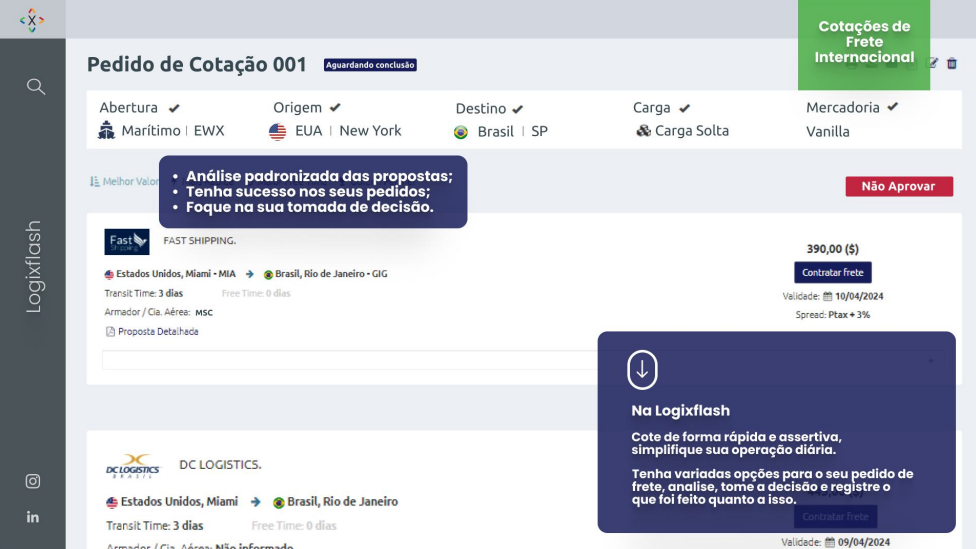 X
Cotações de
Frete
Internacional
Pedido de Cotação 001 Aguardando conclusão
Abertura Origem Destino Carga Mercadoria
Marítimo | EWX EUA | New York Brasil | SP Carga Solta Vanilla
Melhor Valor
Análise padronizada das propostas;
Tenha sucesso nos seus pedidos;
Foque na sua tomada de decisão.
Não Aprovar
Logixflash
Fast Shipping
FAST SHIPPING.
390,00 ($)
Estados Unidos, Miami - MIA Brasil, Rio de Janeiro - GIG
Contratar frete
Transit Time: 3 dias Free Time: 0 dias
Validade: 10/04/2024
Armador / Cia. Aérea: MSC
Spread: Ptax + 3%
Proposta Detalhada
Na Logixflash
Cote de forma rápida e assertiva,
simplifique sua operação diária.
Tenha variadas opções para o seu pedido de
frete, analise, tome a decisão e registre o
que foi feito quanto a isso.
Contratar frete
DC LOGISTICS
BRASIL
DC LOGISTICS.
Estados Unidos, Miami Brasil, Rio de Janeiro
Transit Time: 3 dias Free Time: 0 dias
Validade: 09/04/2024
Armador / Cia. Aérea: Não informado
in